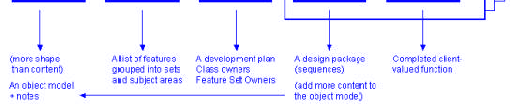 (more shape
than content)
An object model
+ notes
A list of features
grouped into sets
and subject areas
A development plan
Class owners
Feature Set Owners
A design package
(sequences)
(add more content to
the object model)
Completed client-
valued function